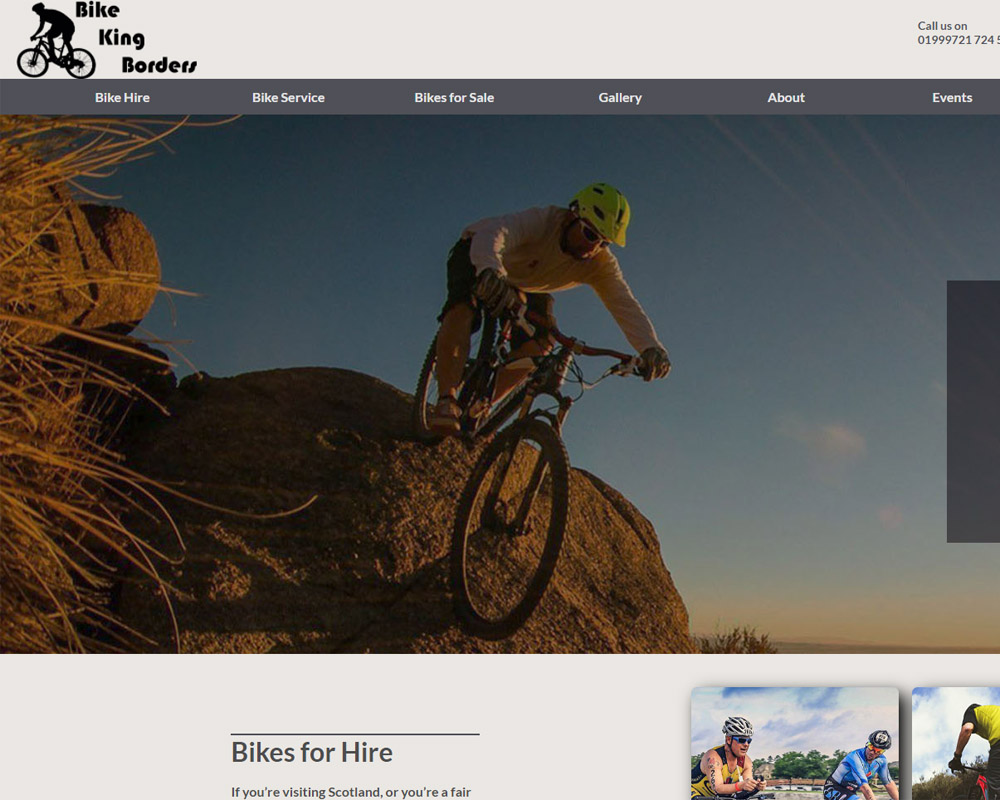 Bike
King
Borders
Call us on
01999721 724
Bike Hire Bike Service Bikes for Sale Gallery About Events
Bikes for Hire
If you're visiting Scotland, or you're a fair